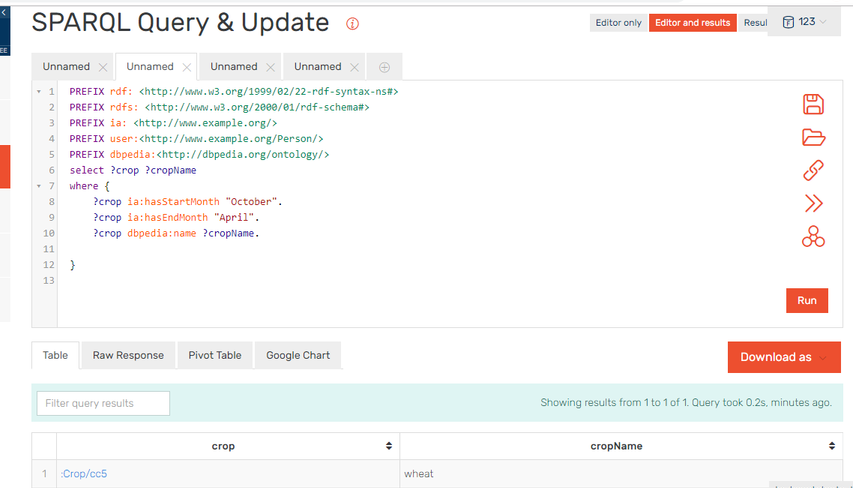 SPARQL Query & Update
Editor only
Editor and results
Resul
123
EE
Unnamed
Unnamed
Unnamed
Unnamed
1 PREFIX rdf: <http://www.w3.org/1999/02/22-rdf-syntax-ns#>
2 PREFIX rdfs: <http://www.w3.org/2000/01/rdf-schema#>
3 PREFIX ia: <http://www.example.org/>
4 PREFIX user:<http://www.example.org/Person/>
5 PREFIX dbpedia:<http://dbpedia.org/ontology/>
6 select ?crop ?cropName
7 where {
8 ?crop ia:hasStartMonth "October".
9 ?crop ia:hasEndMonth "April".
10 ?crop dbpedia:name ?cropName.
11
12 }
13
Run
Table
Raw Response
Pivot Table
Google Chart
Download as
Filter query results
Showing results from 1 to 1 of 1. Query took 0.2s, minutes ago.
crop
cropName
1 :Crop/cc5 wheat